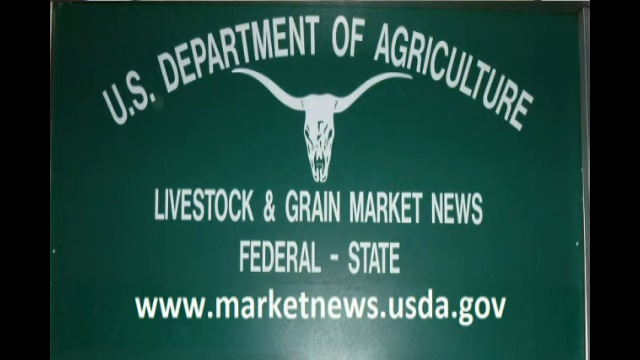 U.S. DEPARTMENT OF AGRICULTURE
LIVESTOCK & GRAIN MARKET NEWS
FEDERAL - STATE
www.marketnews.usda.gov